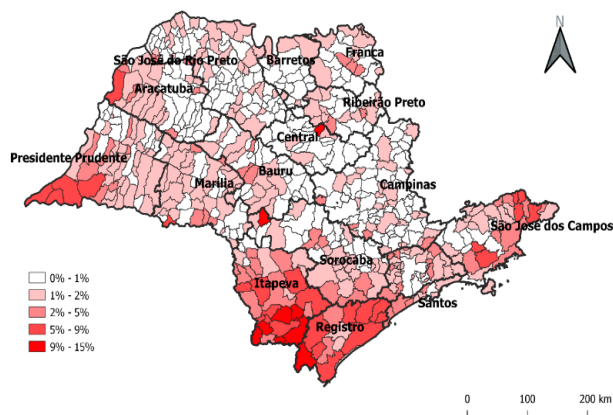 N
São José do Rio Preto
Barretos
Franca
Araçatuba
Ribeirão Preto
Central
Presidente Prudente
Marília
Bauru
Campinas
São José dos Campos
Sorocaba
Itapeva
Santos
Registro
0% - 1%
1% - 2%
2% - 5%
5% - 9%
9% - 15%
0 100 200 km